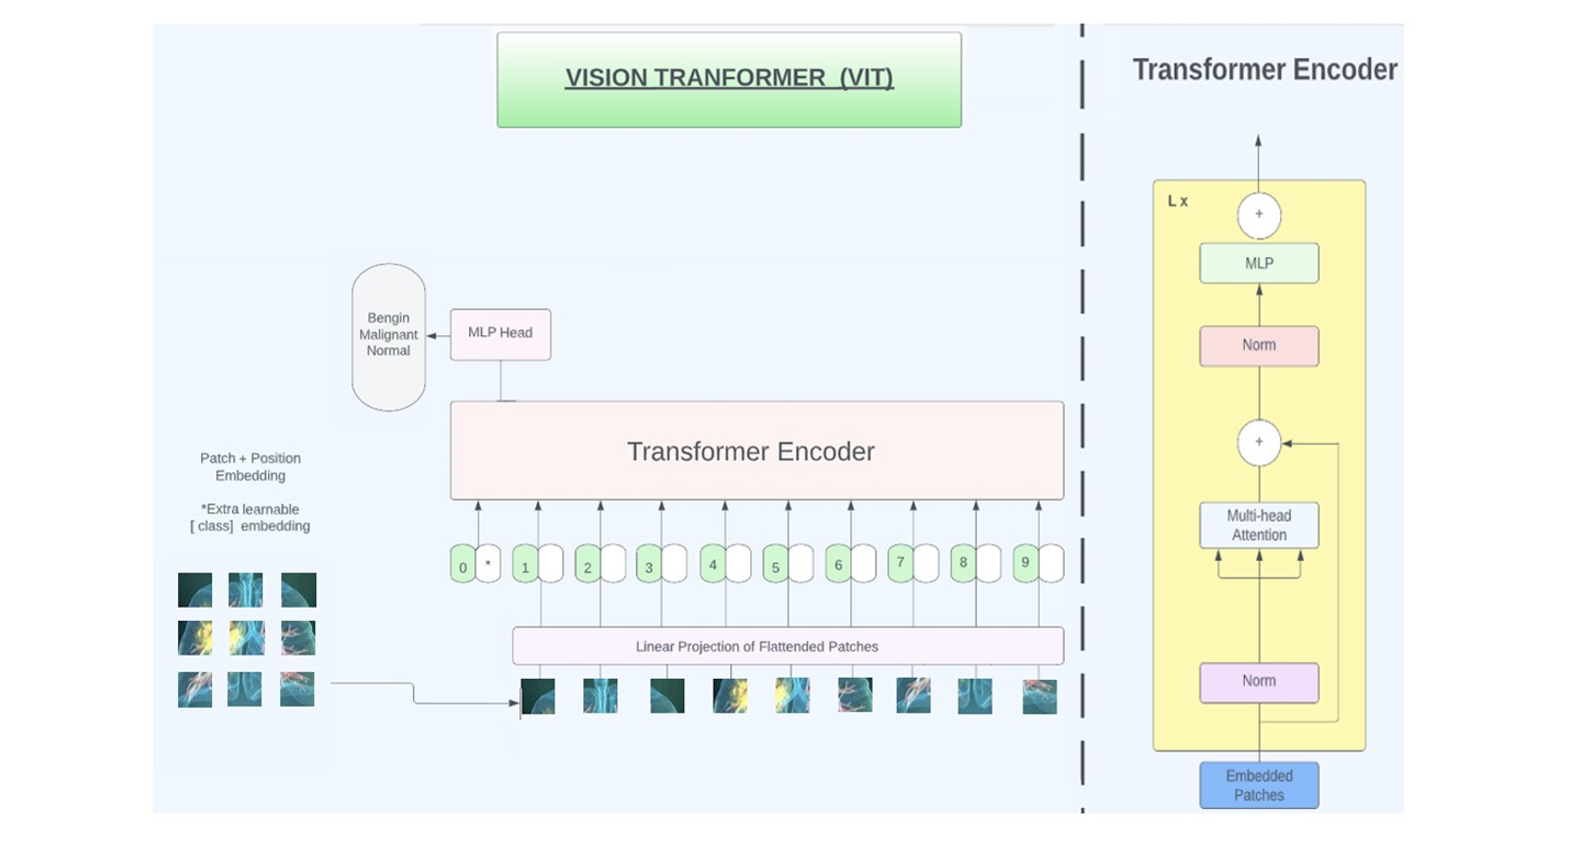 VISION TRANFORMER (VIT)
Transformer Encoder
L x
+
MLP
Norm
+
Multi-head
Attention
Norm
Embedded
Patches
Bengin
Malignant
Normal
MLP Head
Transformer Encoder
Patch + Position
Embedding
*Extra learnable
[ class] embedding
0 * 1 2 3 4 5 6 7 8 9
Linear Projection of Flattended Patches